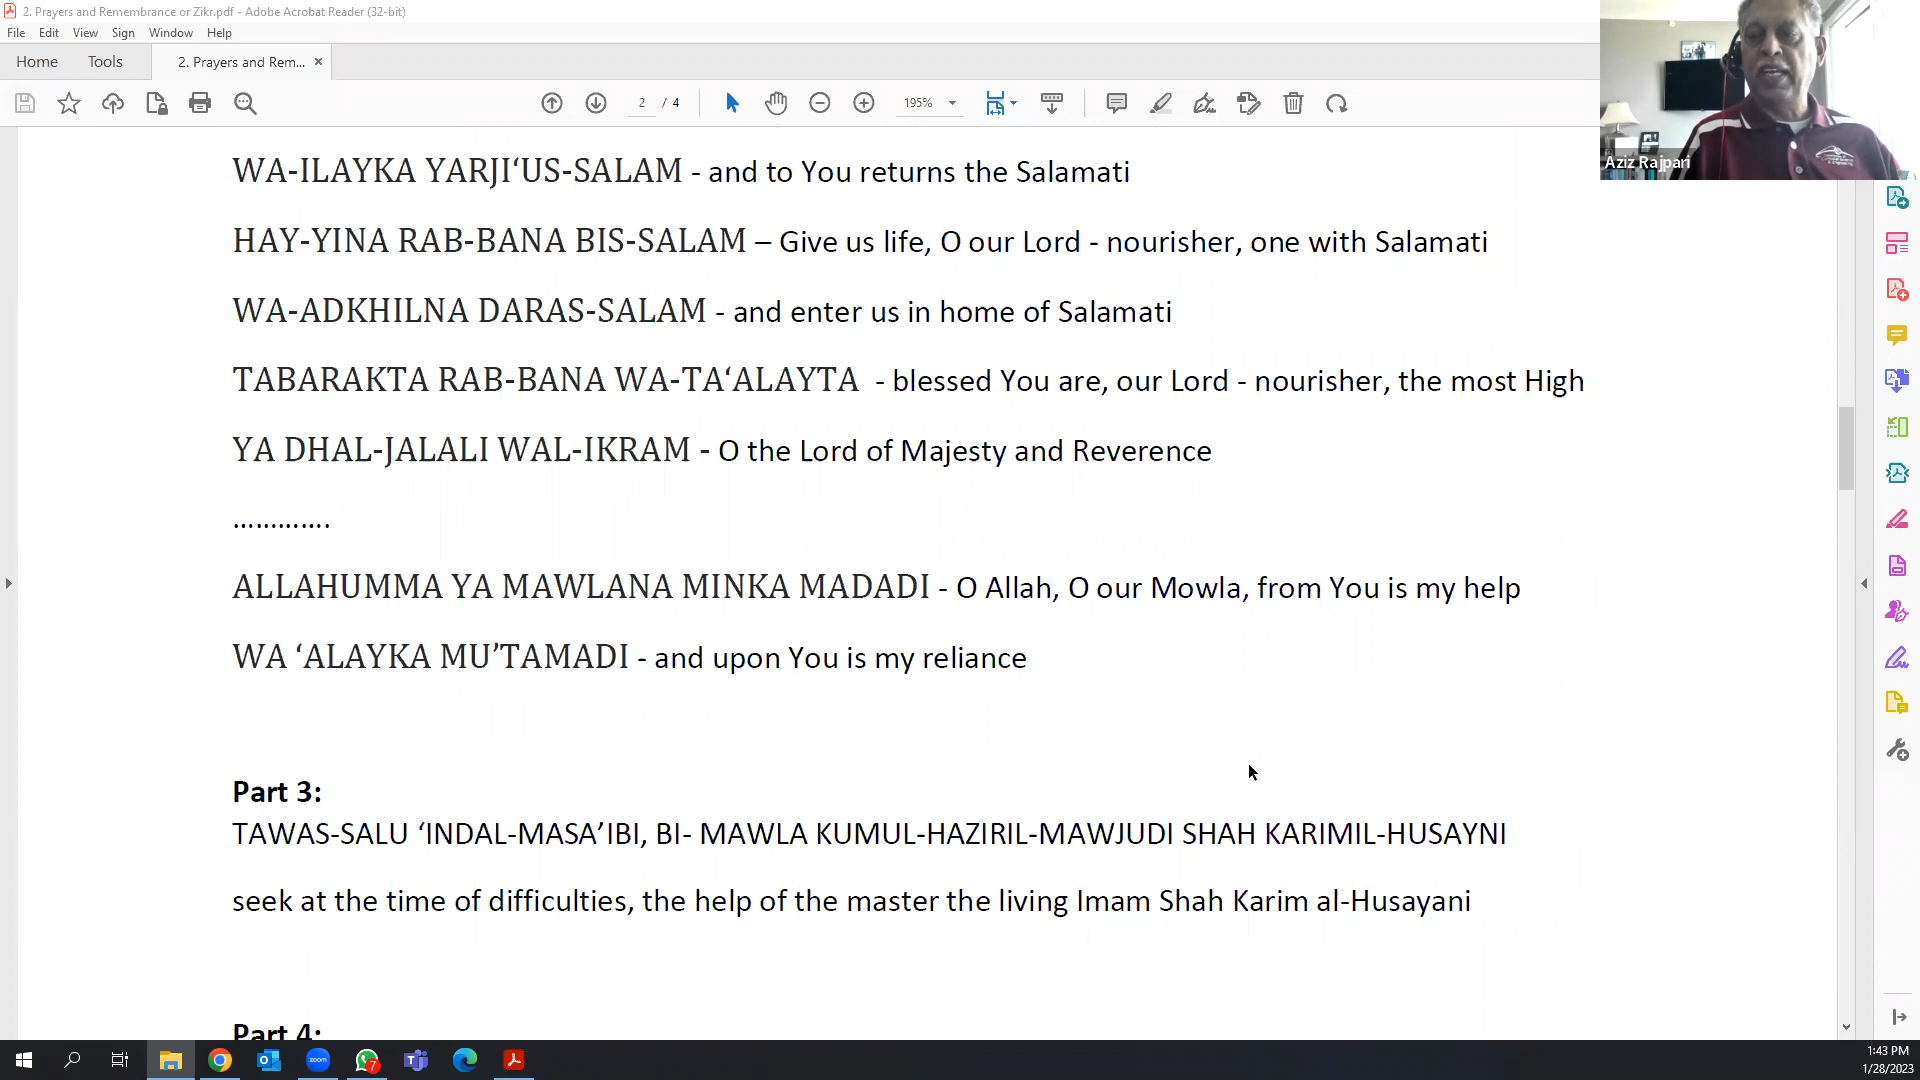 2. Prayers and Remembrance or Zikr.pdf - Adobe Acrobat Reader (32-bit)
File Edit View Sign Window Help
Home Tools 2. Prayers and Rem... ×
2 / 4 195%
Aziz Rajpari
WA-ILAYKA YARJI‘US-SALAM - and to You returns the Salamati
HAY-YINA RAB-BANA BIS-SALAM – Give us life, O our Lord - nourisher, one with Salamati
WA-ADKHILNA DARAS-SALAM - and enter us in home of Salamati
TABARAKTA RAB-BANA WA-TA‘ALAYTA - blessed You are, our Lord - nourisher, the most High
YA DHAL-JALALI WAL-IKRAM - O the Lord of Majesty and Reverence
………….
ALLAHUMMA YA MAWLANA MINKA MADADI - O Allah, O our Mowla, from You is my help
WA ‘ALAYKA MU’TAMADI - and upon You is my reliance
Part 3:
TAWAS-SALU ‘INDAL-MASA’IBI, BI- MAWLA KUMUL-HAZIRIL-MAWJUDI SHAH KARIMIL-HUSAYNI
seek at the time of difficulties, the help of the master the living Imam Shah Karim al-Husayani
Part 4:
zoom
7
1:43 PM
1/28/2023